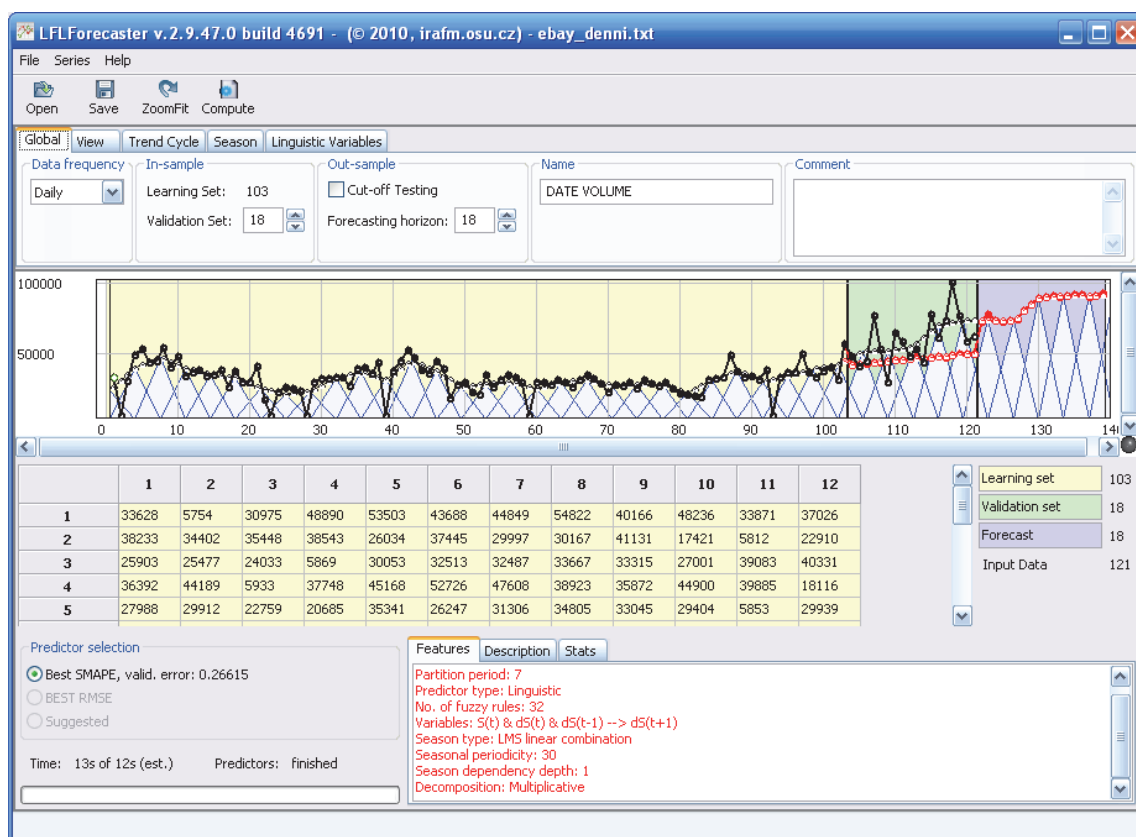 LFLForecaster v.2.9.47.0 build 4691 - (© 2010, irafm.osu.cz) - ebay_denni.txt
File Series Help
Open Save ZoomFit Compute
Global View Trend Cycle Season Linguistic Variables
Data frequency In-sample Out-sample Name Comment
Daily Learning Set: 103 Cut-off Testing DATE VOLUME
Validation Set: 18 Forecasting horizon: 18
100000
50000
0 10 20 30 40 50 60 70 80 90 100 110 120 130 14
1 2 3 4 5 6 7 8 9 10 11 12
1 33628 5754 30975 48890 53503 43688 44849 54822 40166 48236 33871 37026
2 38233 34402 35448 38543 26034 37445 29997 30167 41131 17421 5812 22910
3 25903 25477 24033 5869 30053 32513 32487 33667 33315 27001 39083 40331
4 36392 44189 5933 37748 45168 52726 47608 38923 35872 44900 39885 18116
5 27988 29912 22759 20685 35341 26247 31306 34805 33045 29404 5853 29939
Learning set 103
Validation set 18
Forecast 18
Input Data 121
Predictor selection
Best SMAPE, valid. error: 0.26615
BEST RMSE
Suggested
Time: 13s of 12s (est.) Predictors: finished
Features Description Stats
Partition period: 7
Predictor type: Linguistic
No. of fuzzy rules: 32
Variables: S(t) & dS(t) & dS(t-1) --> dS(t+1)
Season type: LMS linear combination
Seasonal periodicity: 30
Season dependency depth: 1
Decomposition: Multiplicative